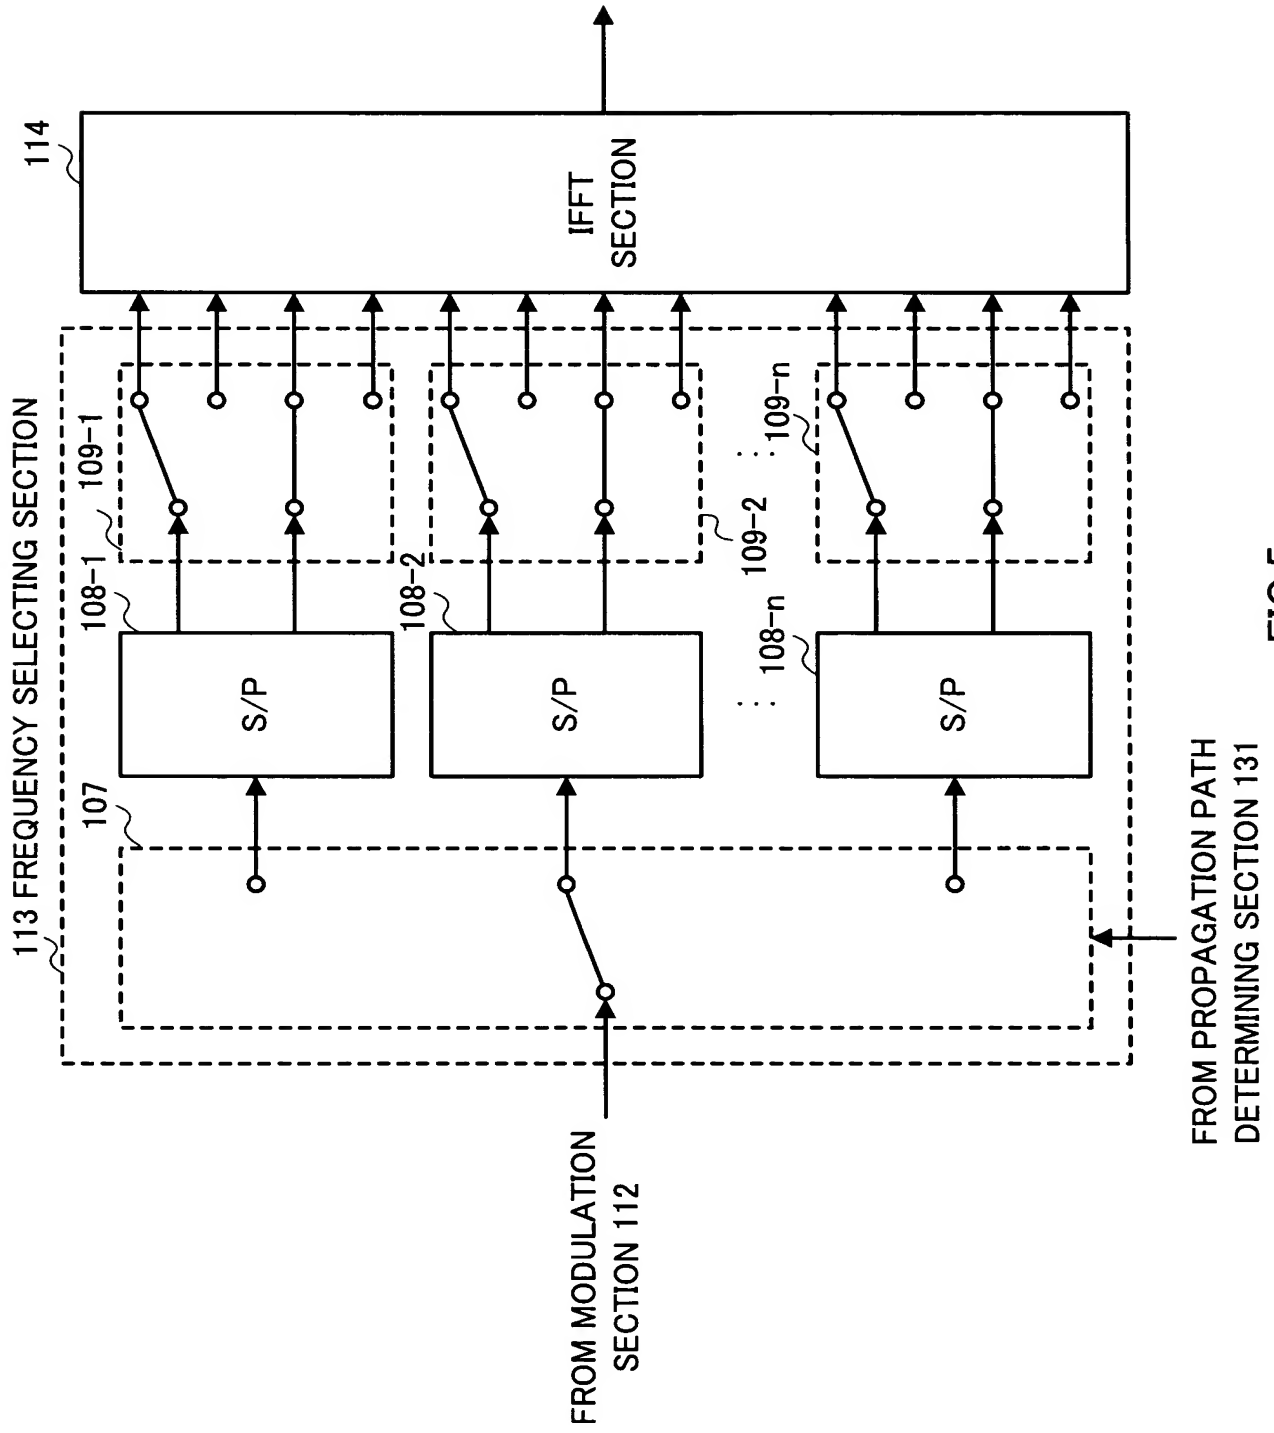 113 FREQUENCY SELECTING SECTION
107
108-1
109-1
114
S/P
108-2
109-2
S/P
IFFT
SECTION
108-n
109-n
S/P
FROM MODULATION
SECTION 112
FROM PROPAGATION PATH
DETERMINING SECTION 131